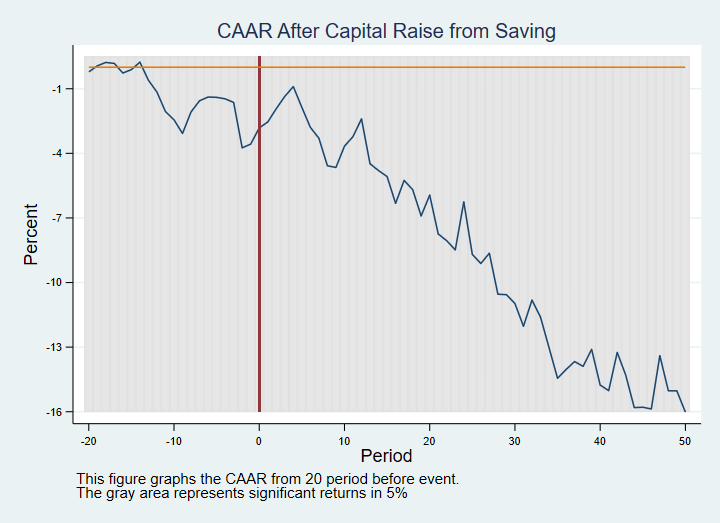 CAAR After Capital Raise from Saving
Percent
-1
-4
-7
-10
-13
-16
-20
-10
0
10
20
30
40
50
Period
This figure graphs the CAAR from 20 period before event.
The gray area represents significant returns in 5%